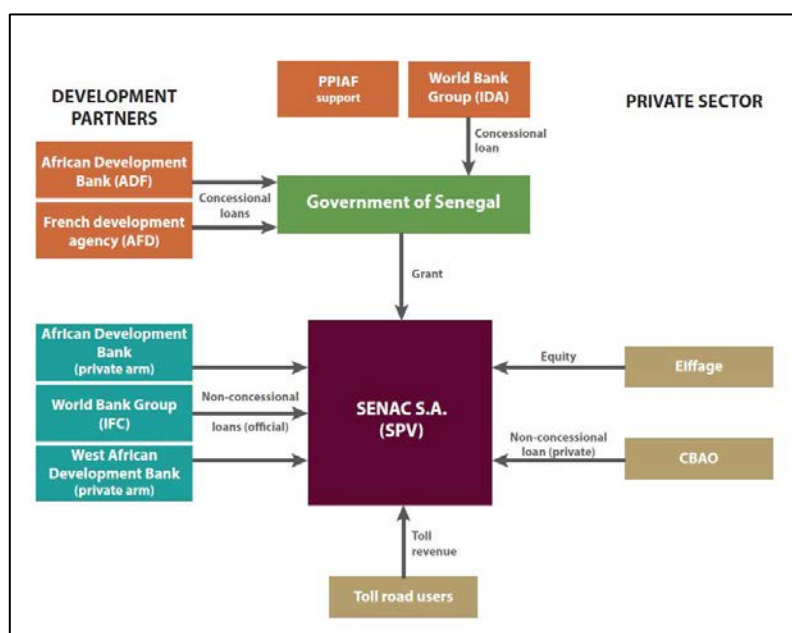 DEVELOPMENT
PARTNERS
PPIAF
support
World Bank
Group (IDA)
PRIVATE SECTOR
Concessional
loan
African Development
Bank (ADF)
Concessional
loans
French development
agency (AFD)
Government of Senegal
Grant
African Development
Bank
(private arm)
World Bank Group
(IFC)
West African
Development Bank
(private arm)
Non-concessional
loans (official)
SENAC S.A.
(SPV)
Equity
Eiffage
Non-concessional
loan (private)
CBAO
Toll
revenue
Toll road users